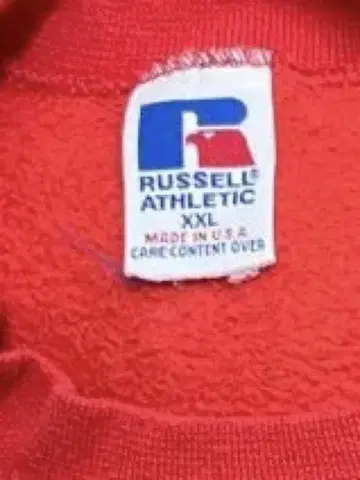 RUSSELL®
ATHLETIC
XXL
MADE IN U.S.A
CARE CONTENT OVER